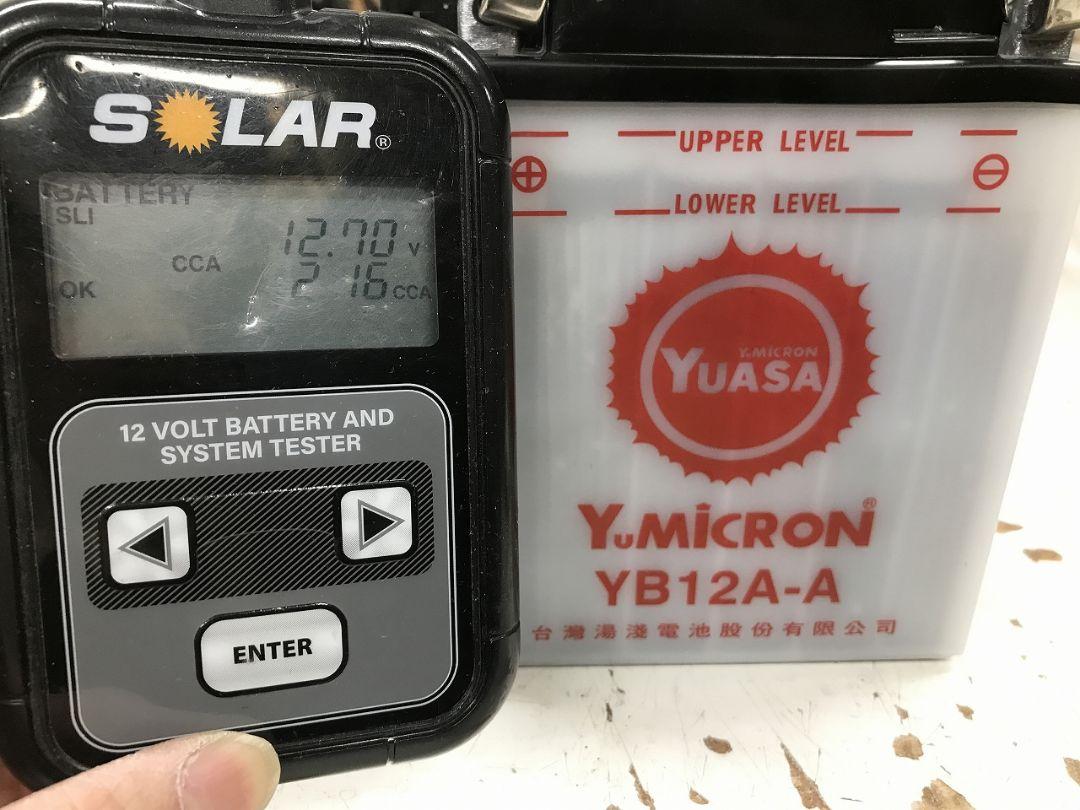 SOLAR®
BATTERY
SLI
12.70 V
CCA
OK
216 CCA
12 VOLT BATTERY AND
SYSTEM TESTER
ENTER
UPPER LEVEL
LOWER LEVEL
YuMICRON
YUASA
YuMICRON®
YB12A-A
台灣湯淺電池股份有限公司